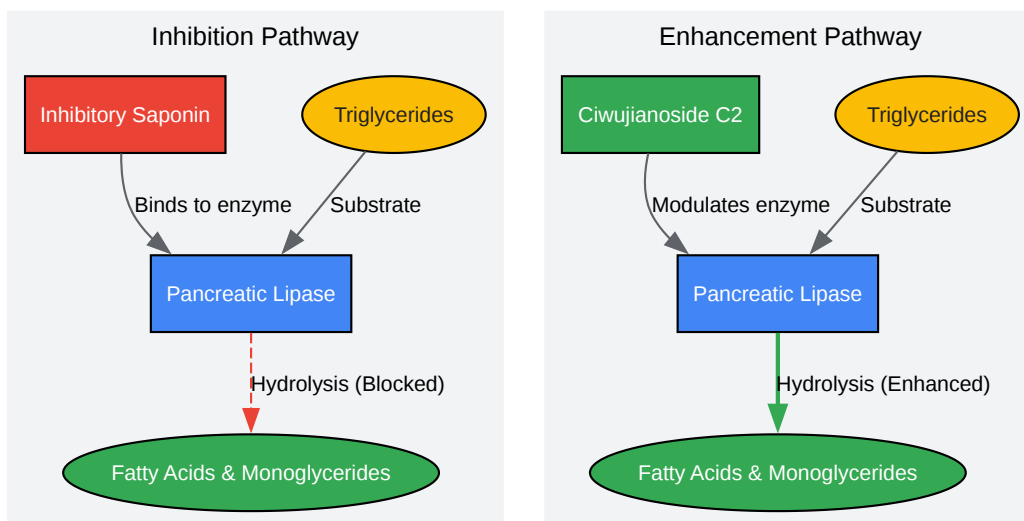 Inhibition Pathway
Inhibitory Saponin
Triglycerides
Binds to enzyme
Substrate
Pancreatic Lipase
Hydrolysis (Blocked)
Fatty Acids & Monoglycerides
Enhancement Pathway
Ciwujianoside C2
Triglycerides
Modulates enzyme
Substrate
Pancreatic Lipase
Hydrolysis (Enhanced)
Fatty Acids & Monoglycerides